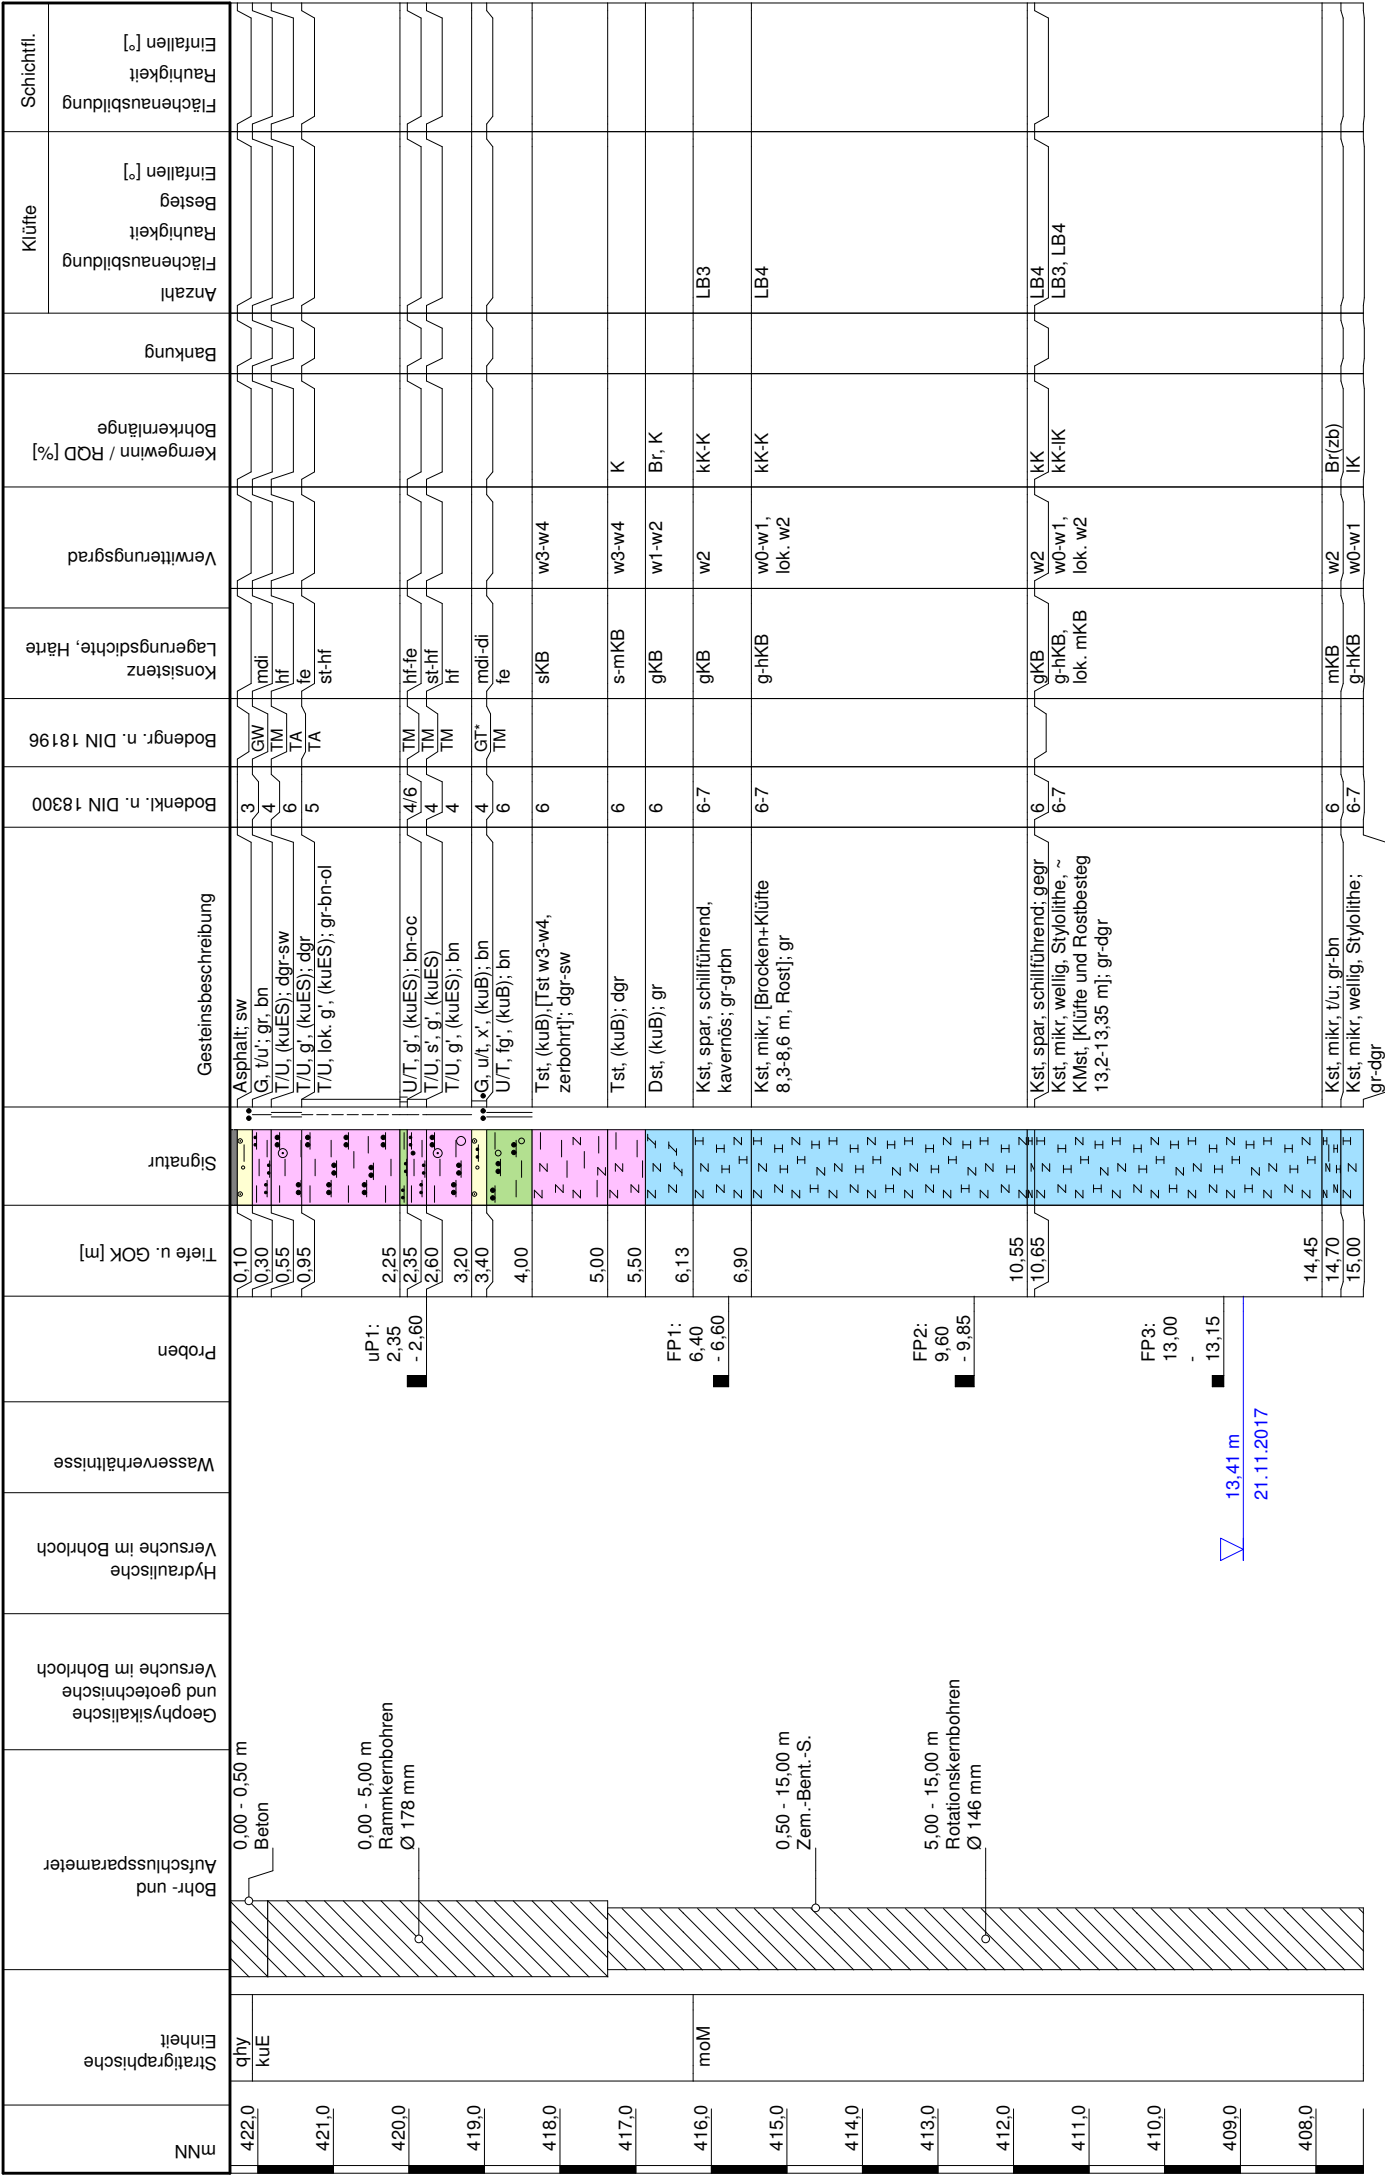 mNN
Stratigraphische
Einheit
Bohr- und
Aufschlussparameter
Geophysikalische
und geotechnische
Versuche im Bohrloch
Hydraulische
Versuche im Bohrloch
Wasserverhältnisse
Proben
Tiefe u. GOK [m]
Signatur
Gesteinsbeschreibung
Bodenkl. n. DIN 18300
Bodengr. n. DIN 18196
Konsistenz
Lagerungsdichte, Härte
Verwitterungsgrad
Kerngewinn / RQD [%]
Bohrkernlänge
Bankung
Klüfte
Anzahl
Flächenausbildung
Rauhigkeit
Besteg
Einfallen [°]
Schichtfl.
Flächenausbildung
Rauhigkeit
Einfallen [°]
422,0
421,0
420,0
419,0
418,0
417,0
416,0
415,0
414,0
413,0
412,0
411,0
410,0
409,0
408,0
qhy
kuE
moM
0,00 - 0,50 m
Beton
0,00 - 5,00 m
Rammkernbohren
Ø 178 mm
0,50 - 15,00 m
Zem.-Bent.-S.
5,00 - 15,00 m
Rotationskernbohren
Ø 146 mm
13,41 m
21.11.2017
uP1:
2,35
- 2,60
FP1:
6,40
- 6,60
FP2:
9,60
- 9,85
FP3:
13,00
-
13,15
0,10 Asphalt; sw
0,30 G, t/u'; gr, bn 3 GW mdi
0,55 T/U, (kuES); dgr-sw 4 TM hf
0,95 T/U, g', (kuES); dgr 6 TA fe
2,25 T/U, lok. g', (kuES); gr-bn-ol 5 TA st-hf
2,35 U/T, g', (kuES); bn-oc 4/6 TM hf-fe
2,60 T/U, s', g', (kuES) 4 TM st-hf
3,20 T/U, g', (kuES); bn 4 TM hf
3,40 G, u/t, x', (kuB); bn 4 GT* mdi-di
4,00 U/T, fg', (kuB); bn 6 TM fe
5,00 Tst, (kuB),[Tst w3-w4, 6 sKB w3-w4
zerbohrt]'; dgr-sw
5,50 Tst, (kuB); dgr 6 s-mKB w3-w4 K
6,13 Dst, (kuB); gr 6 gKB w1-w2 Br, K
6,90 Kst, spar, schillführend, 6-7 gKB w2 kK-K LB3
kavernös; gr-grbn
10,55 Kst, mikr, [Brocken+Klüfte 6-7 g-hKB w0-w1, kK-K LB4
8,3-8,6 m, Rost]; gr lok. w2
10,65 Kst, spar, schillführend; gegr 6 gKB w2 kK LB4
14,45 Kst, mikr, wellig, Stylolithe, ~ 6-7 g-hKB, w0-w1, kK-lK LB3, LB4
KMst, [Klüfte und Rostbesteg lok. mKB lok. w2
13,2-13,35 m]; gr-dgr
14,70 Kst, mikr, t/u; gr-bn 6 mKB w2 Br(zb)
15,00 Kst, mikr, wellig, Stylolithe; 6-7 g-hKB w0-w1 lK
gr-dgr